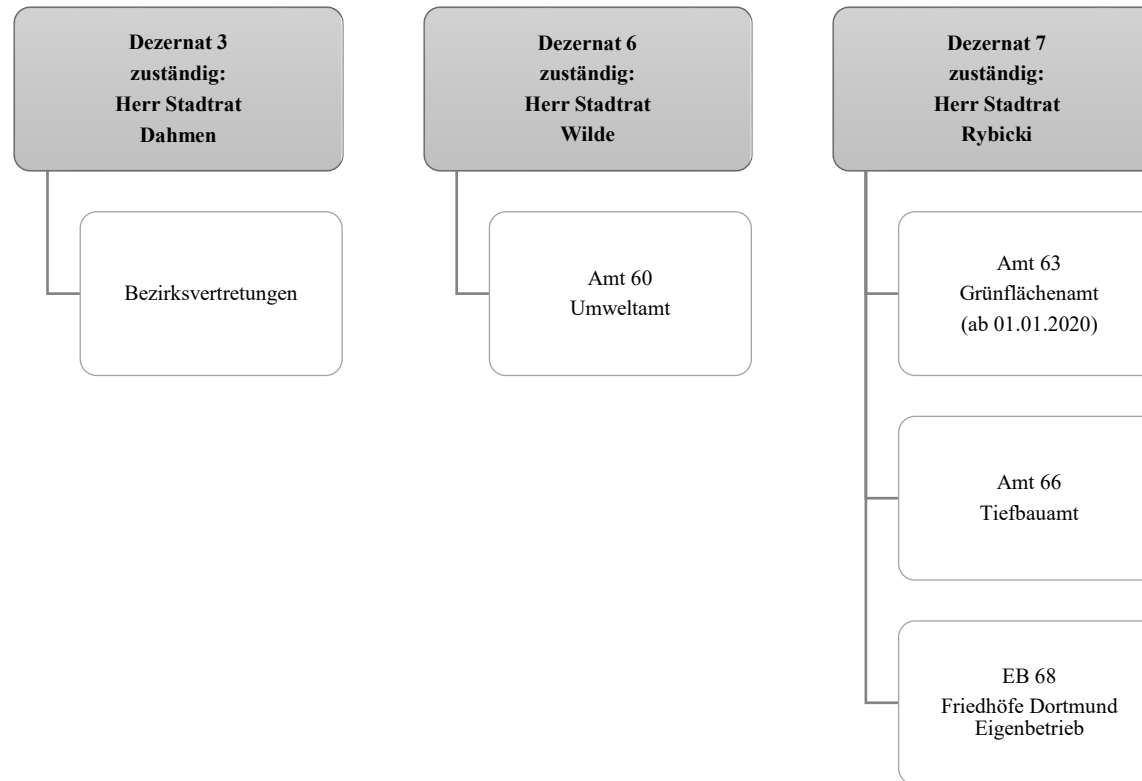 Dezernat 3
zuständig:
Herr Stadtrat
Dahmen
Bezirksvertretungen
Dezernat 6
zuständig:
Herr Stadtrat
Wilde
Amt 60
Umweltamt
Dezernat 7
zuständig:
Herr Stadtrat
Rybicki
Amt 63
Grünflächenamt
(ab 01.01.2020)
Amt 66
Tiefbauamt
EB 68
Friedhöfe Dortmund
Eigenbetrieb